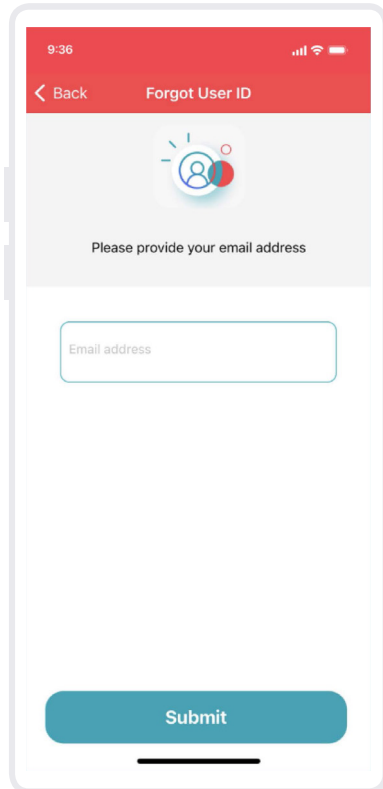 9:36
Back
Forgot User ID
Please provide your email address
Email address
Submit